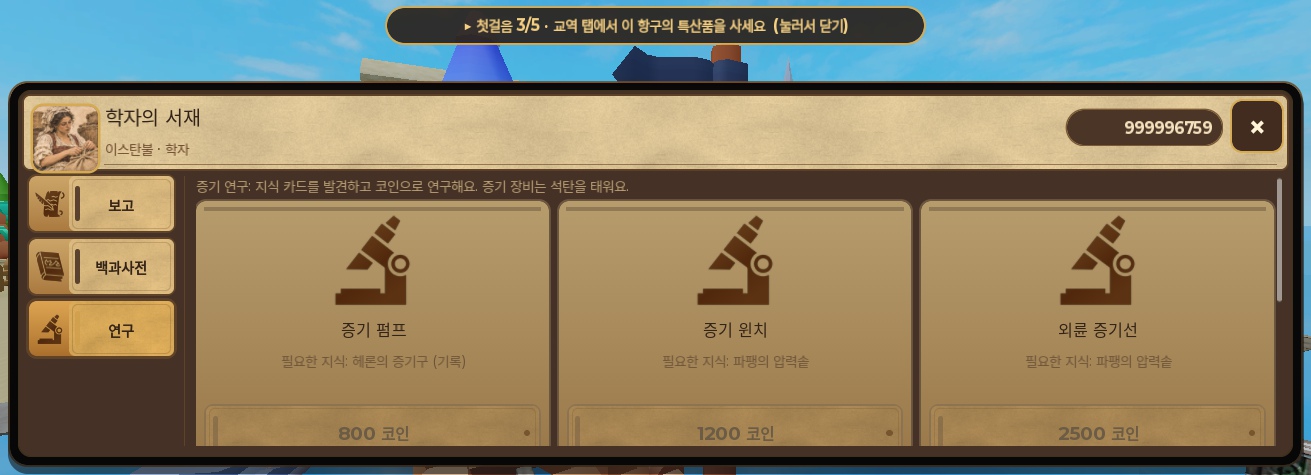 ▸ 첫걸음 3/5 · 교역 탭에서 이 항구의 특산품을 사세요 (눌러서 닫기)
학자의 서재
이스탄불 · 학자
999996759
×
보고
백과사전
연구
증기 연구: 지식 카드를 발견하고 코인으로 연구해요. 증기 장비는 석탄을 태워요.
증기 펌프
필요한 지식: 헤론의 증기구 (기록)
800 코인
증기 윈치
필요한 지식: 파팽의 압력솥
1200 코인
외륜 증기선
필요한 지식: 파팽의 압력솥
2500 코인